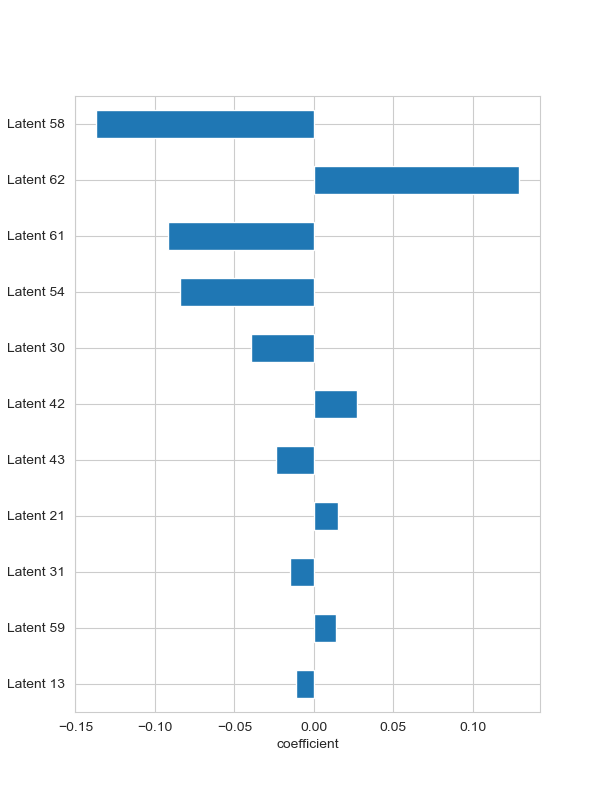 Latent 58
Latent 62
Latent 61
Latent 54
Latent 30
Latent 42
Latent 43
Latent 21
Latent 31
Latent 59
Latent 13
−0.15 −0.10 −0.05 0.00 0.05 0.10
coefficient